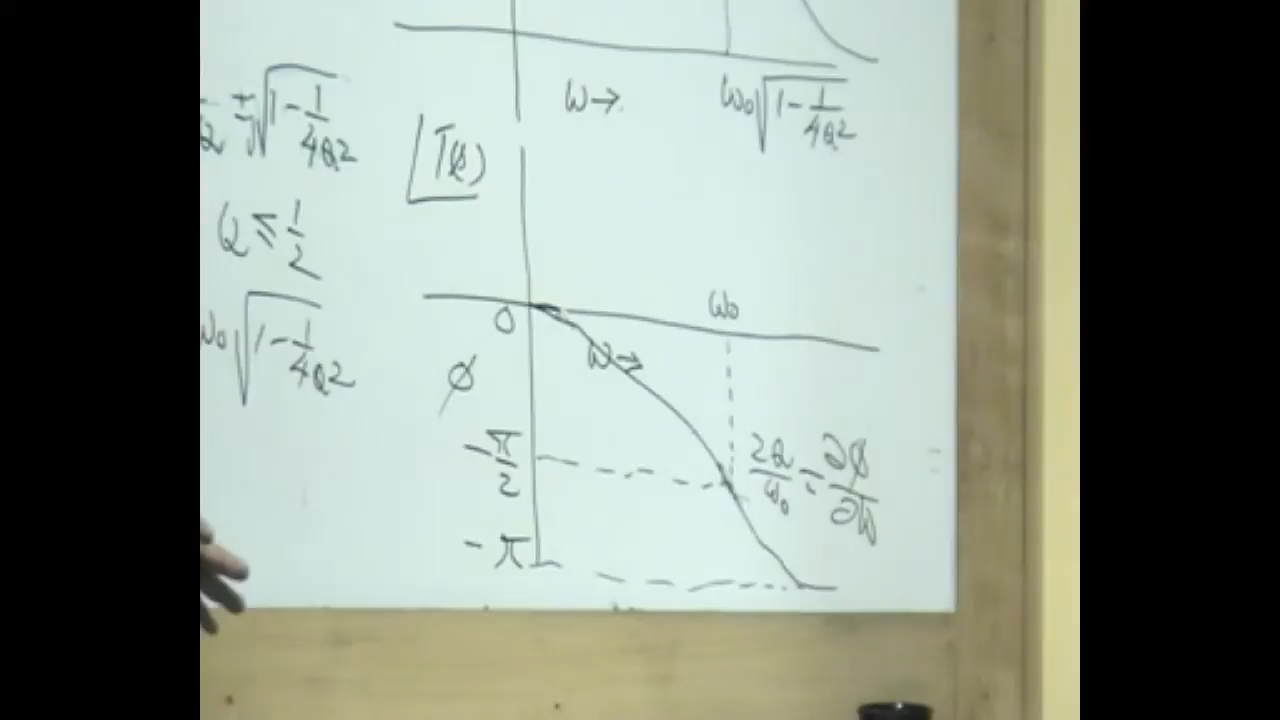 ω→
ω₀√(1 - 1/4Q²)
Q ± j√(1 - 1/4Q²)
∠T(s)
Q ≤ 1/2
ω₀√(1 - 1/4Q²)
ω₀
0
ω→
ϕ
-π/2
2Q/ω₀ = ∂ϕ/∂ω
-π